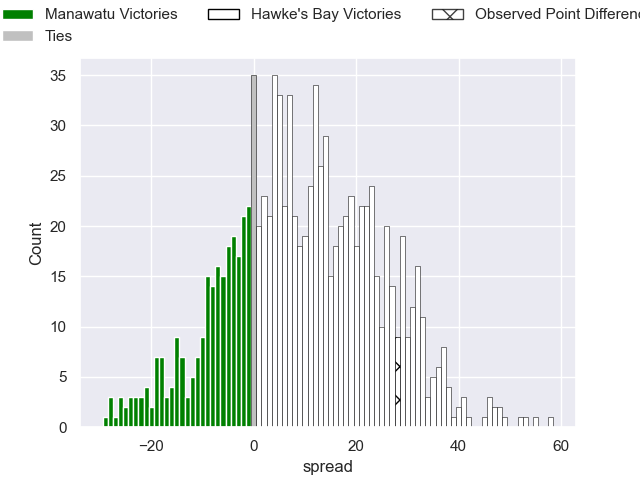 Manawatu Victories Hawke's Bay Victories Observed Point Differenc
Ties
35
30
25
20
15
10
5
0
Count
−20 0 20 40 60
spread